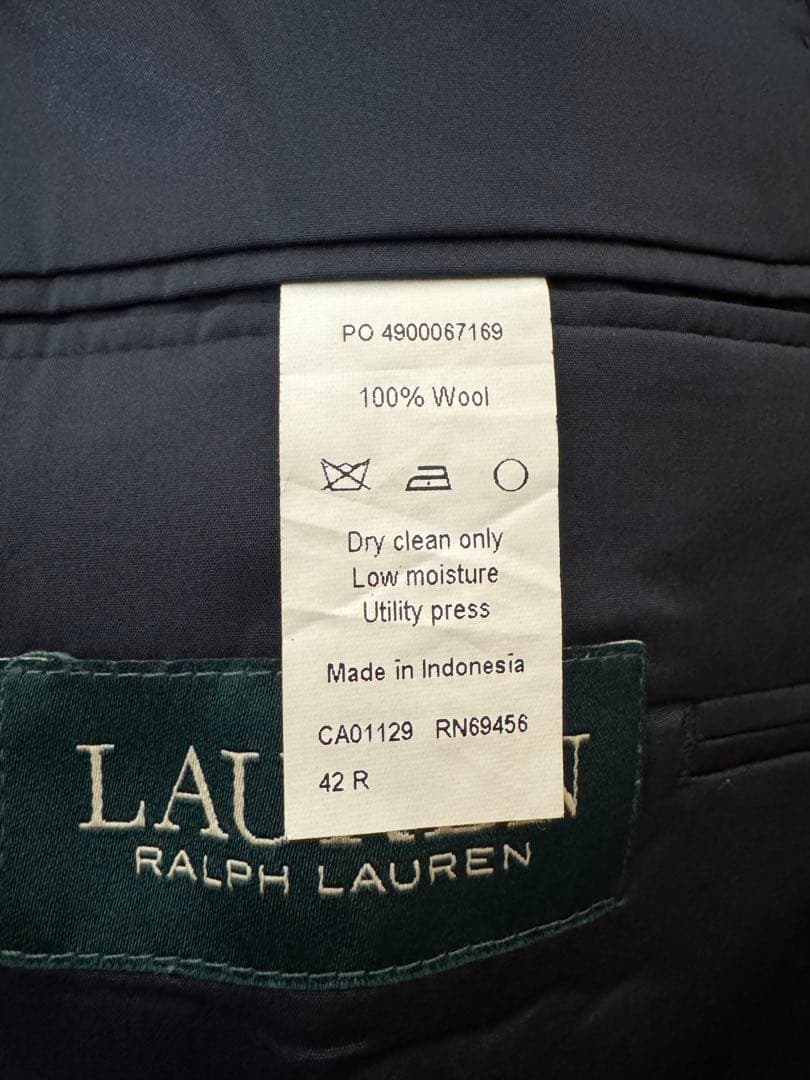 PO 4900067169
100% Wool
Dry clean only
Low moisture
Utility press
Made in Indonesia
CA01129 RN69456
42 R
RALPH LAUREN